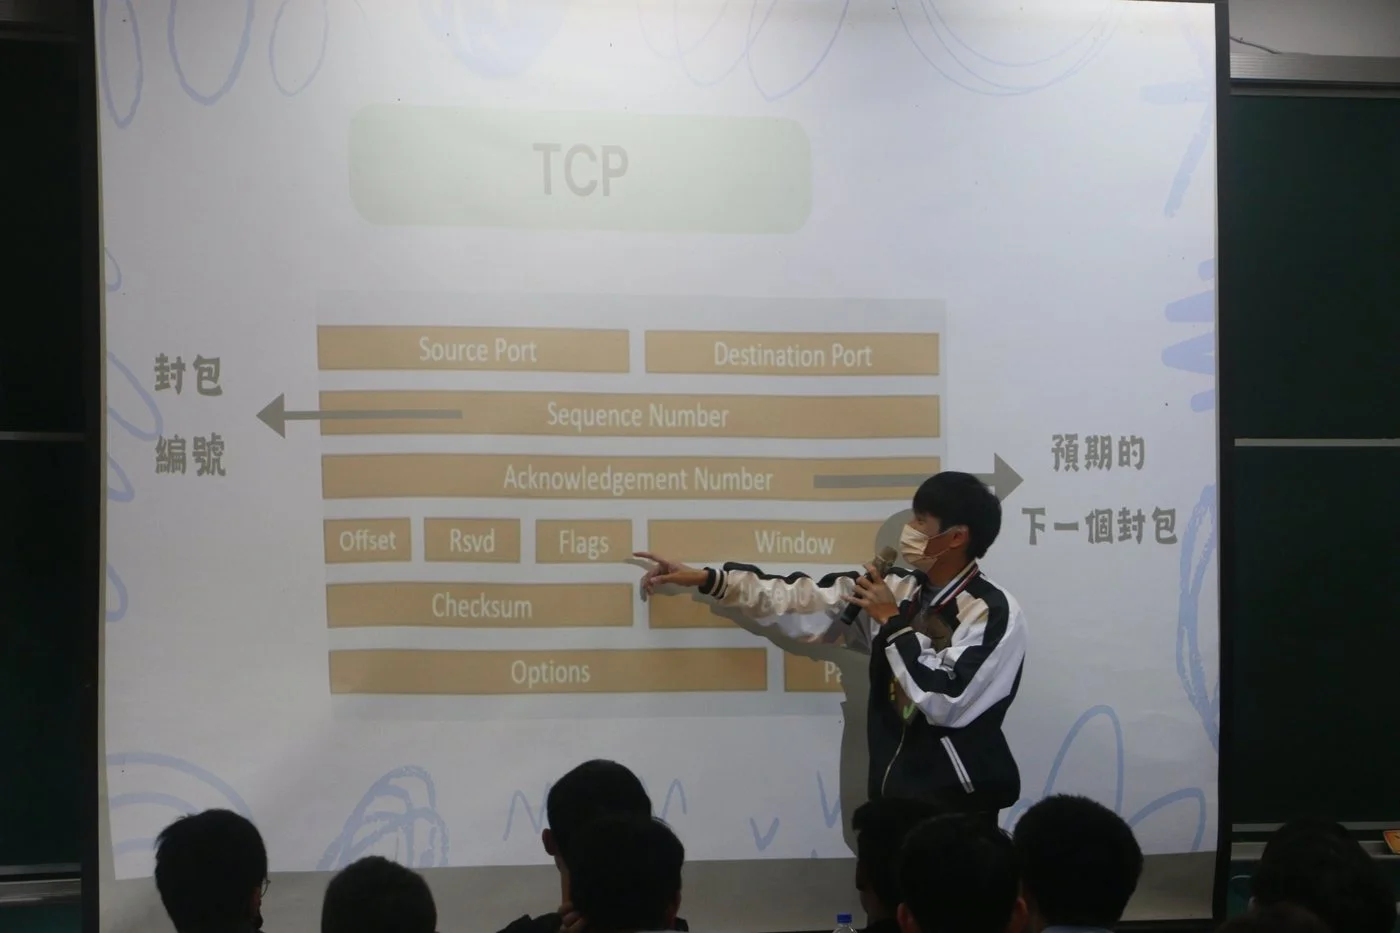 TCP
Source Port
Destination Port
封包
編號
Sequence Number
Acknowledgement Number
預期的
下一個封包
Offset
Rsvd
Flags
Window
Checksum
Options